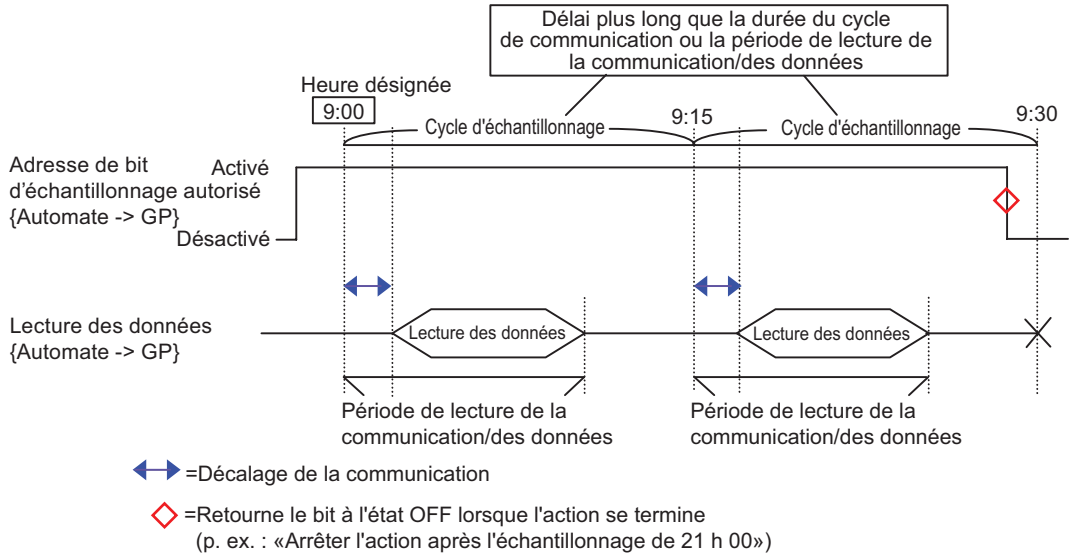 Délai plus long que la durée du cycle
de communication ou la période de lecture de
la communication/des données
Heure désignée
9:00
9:15
9:30
Cycle d'échantillonnage
Cycle d'échantillonnage
Adresse de bit
d'échantillonnage autorisé
{Automate -> GP}
Activé
Désactivé
Lecture des données
{Automate -> GP}
Lecture des données
Lecture des données
Période de lecture de la
communication/des données
Période de lecture de la
communication/des données
=Décalage de la communication
=Retourne le bit à l'état OFF lorsque l'action se termine
(p. ex. : «Arrêter l'action après l'échantillonnage de 21 h 00»)